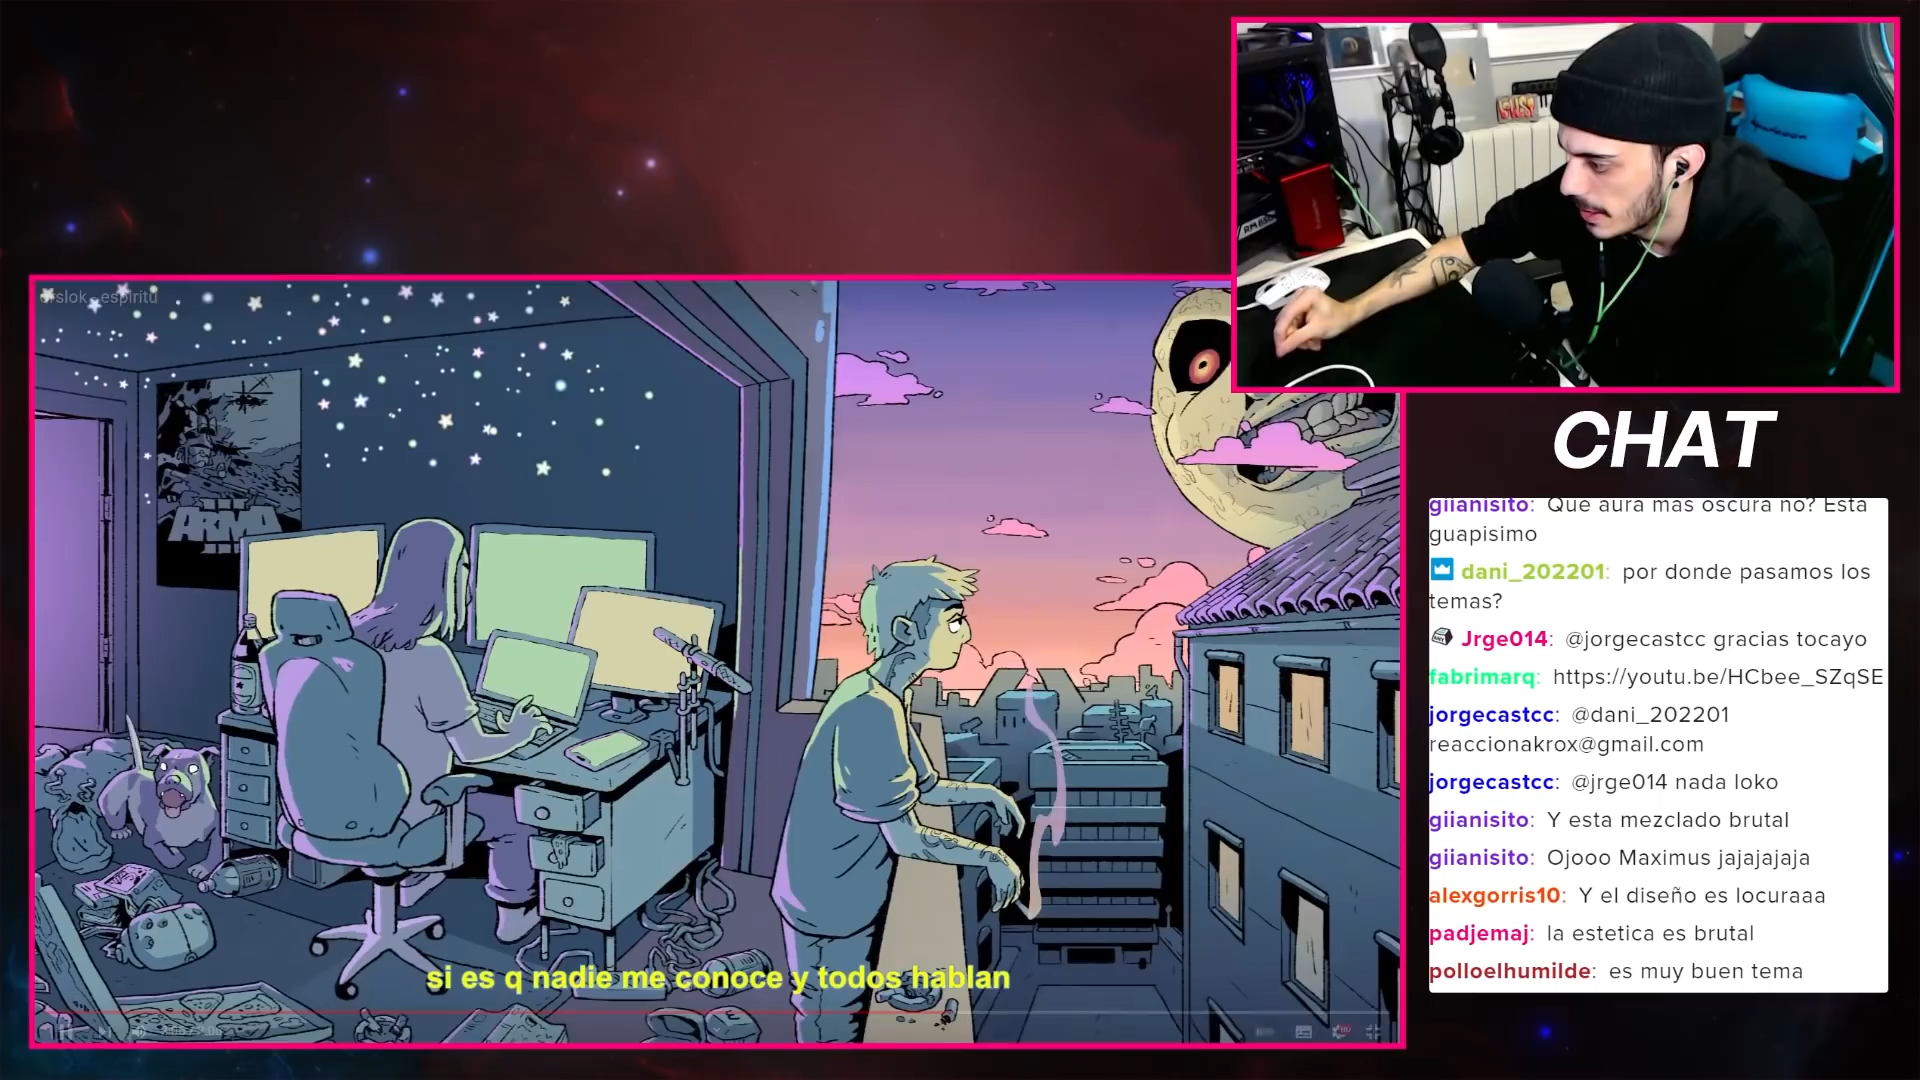 orslok - espiritu
ARMA
III
si es q nadie me conoce y todos hablan
CHAT
giianisito: Que aura mas oscura no? Esta
guapisimo
dani_202201: por donde pasamos los
temas?
Jrge014: @jorgecastcc gracias tocayo
fabrimarq: https://youtu.be/HCbee_SZqSE
jorgecastcc: @dani_202201
reaccionakrox@gmail.com
jorgecastcc: @jrge014 nada loko
giianisito: Y esta mezclado brutal
giianisito: Ojooo Maximus jajajajaja
alexgorris10: Y el diseño es locuraaa
padjemaj: la estetica es brutal
polloelhumilde: es muy buen tema